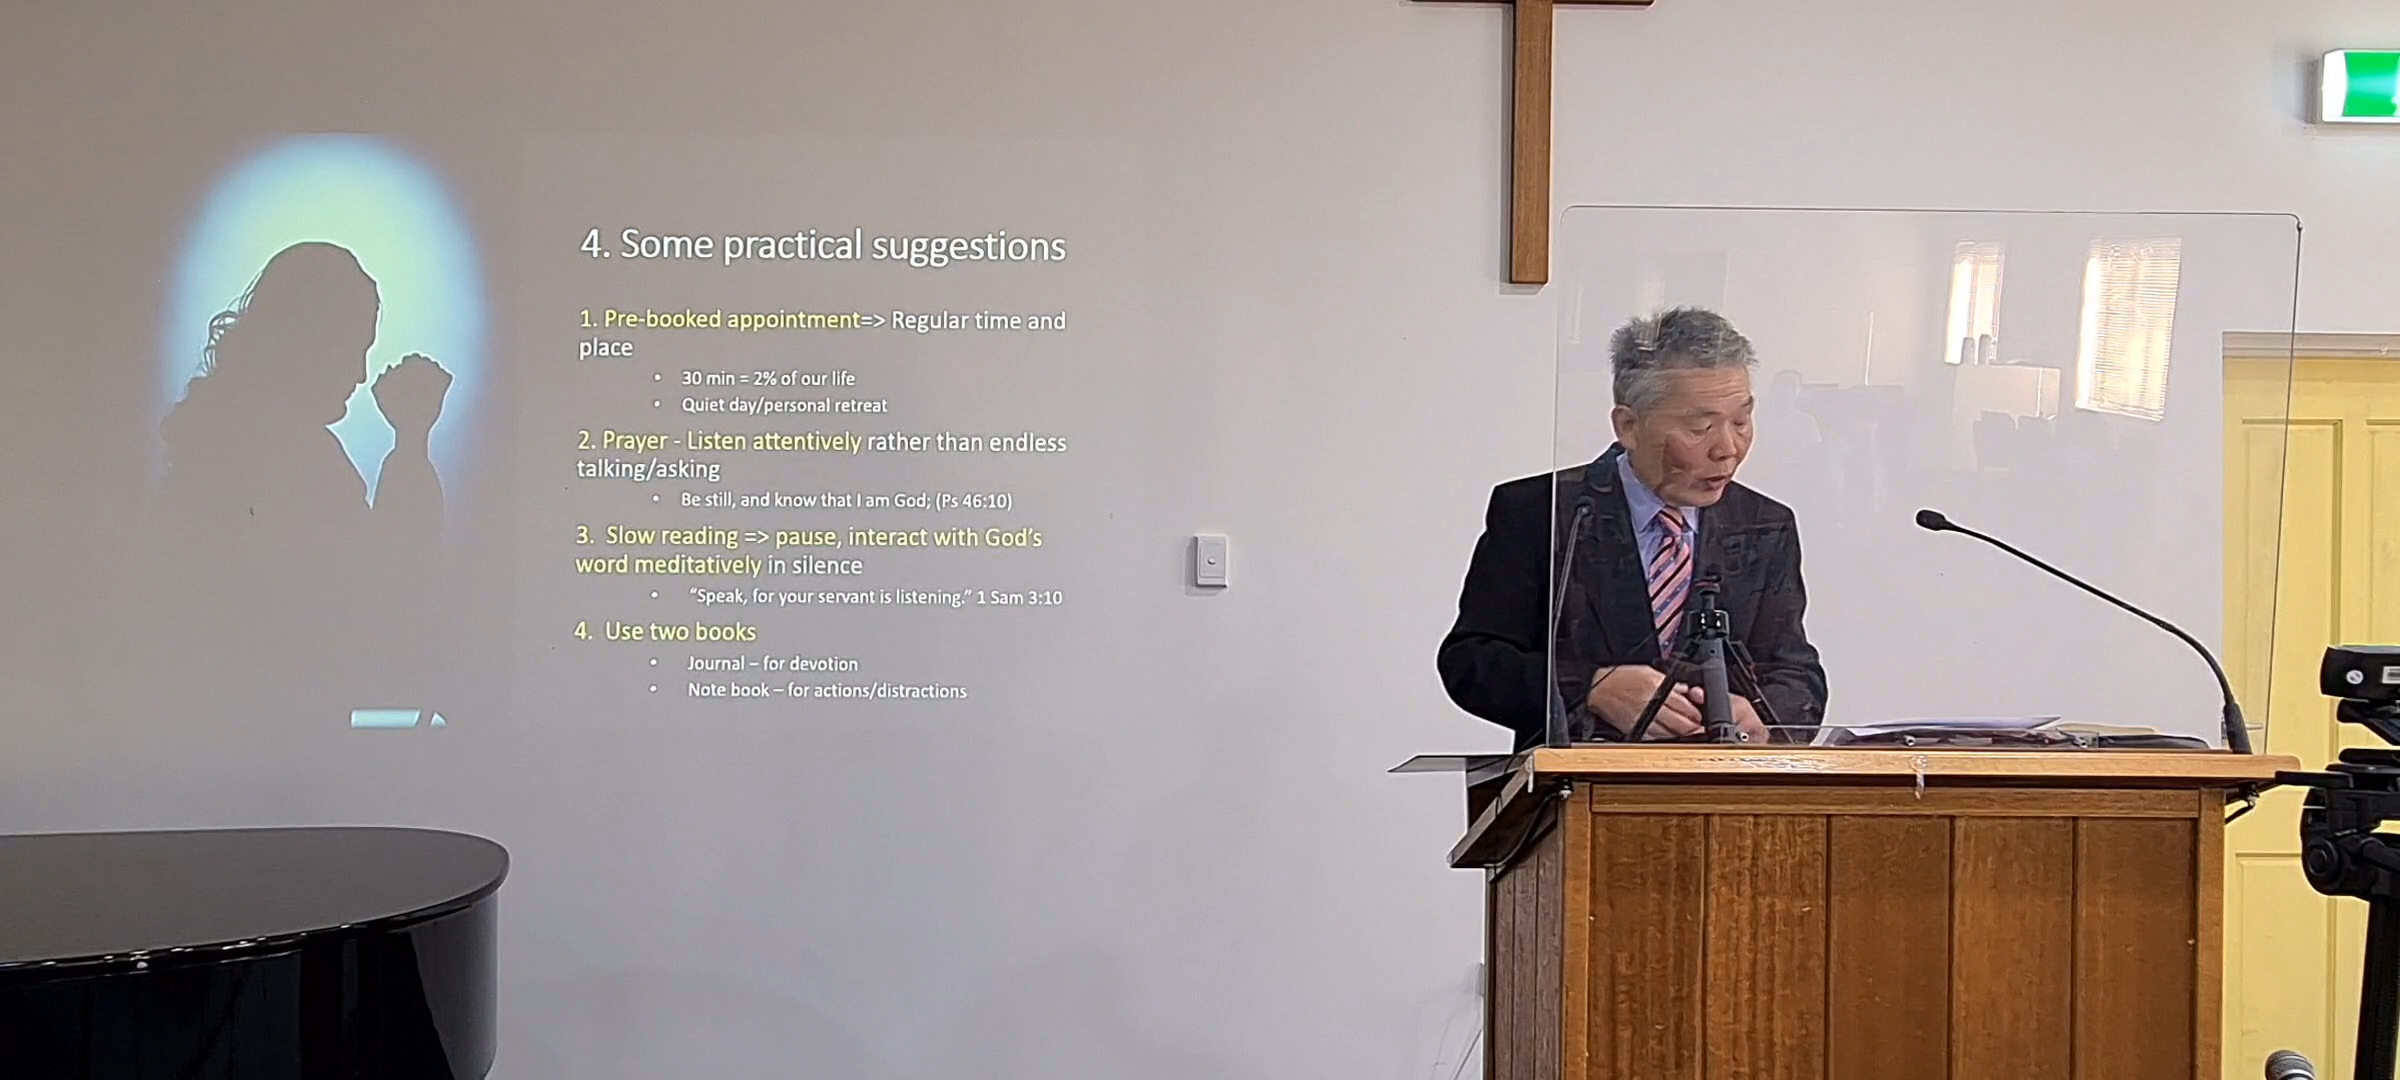 4. Some practical suggestions
1. Pre-booked appointment=> Regular time and
place
• 30 min = 2% of our life
• Quiet day/personal retreat
2. Prayer - Listen attentively rather than endless
talking/asking
• Be still, and know that I am God; (Ps 46:10)
3. Slow reading => pause, interact with God's
word meditatively in silence
• “Speak, for your servant is listening.” 1 Sam 3:10
4. Use two books
• Journal – for devotion
• Note book – for actions/distractions